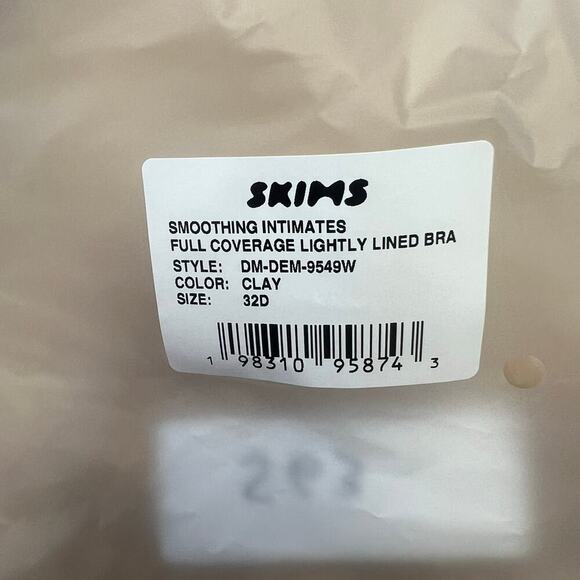 SKIMS
SMOOTHING INTIMATES
FULL COVERAGE LIGHTLY LINED BRA
STYLE: DM-DEM-9549W
COLOR: CLAY
SIZE: 32D
1 98310 95874 3